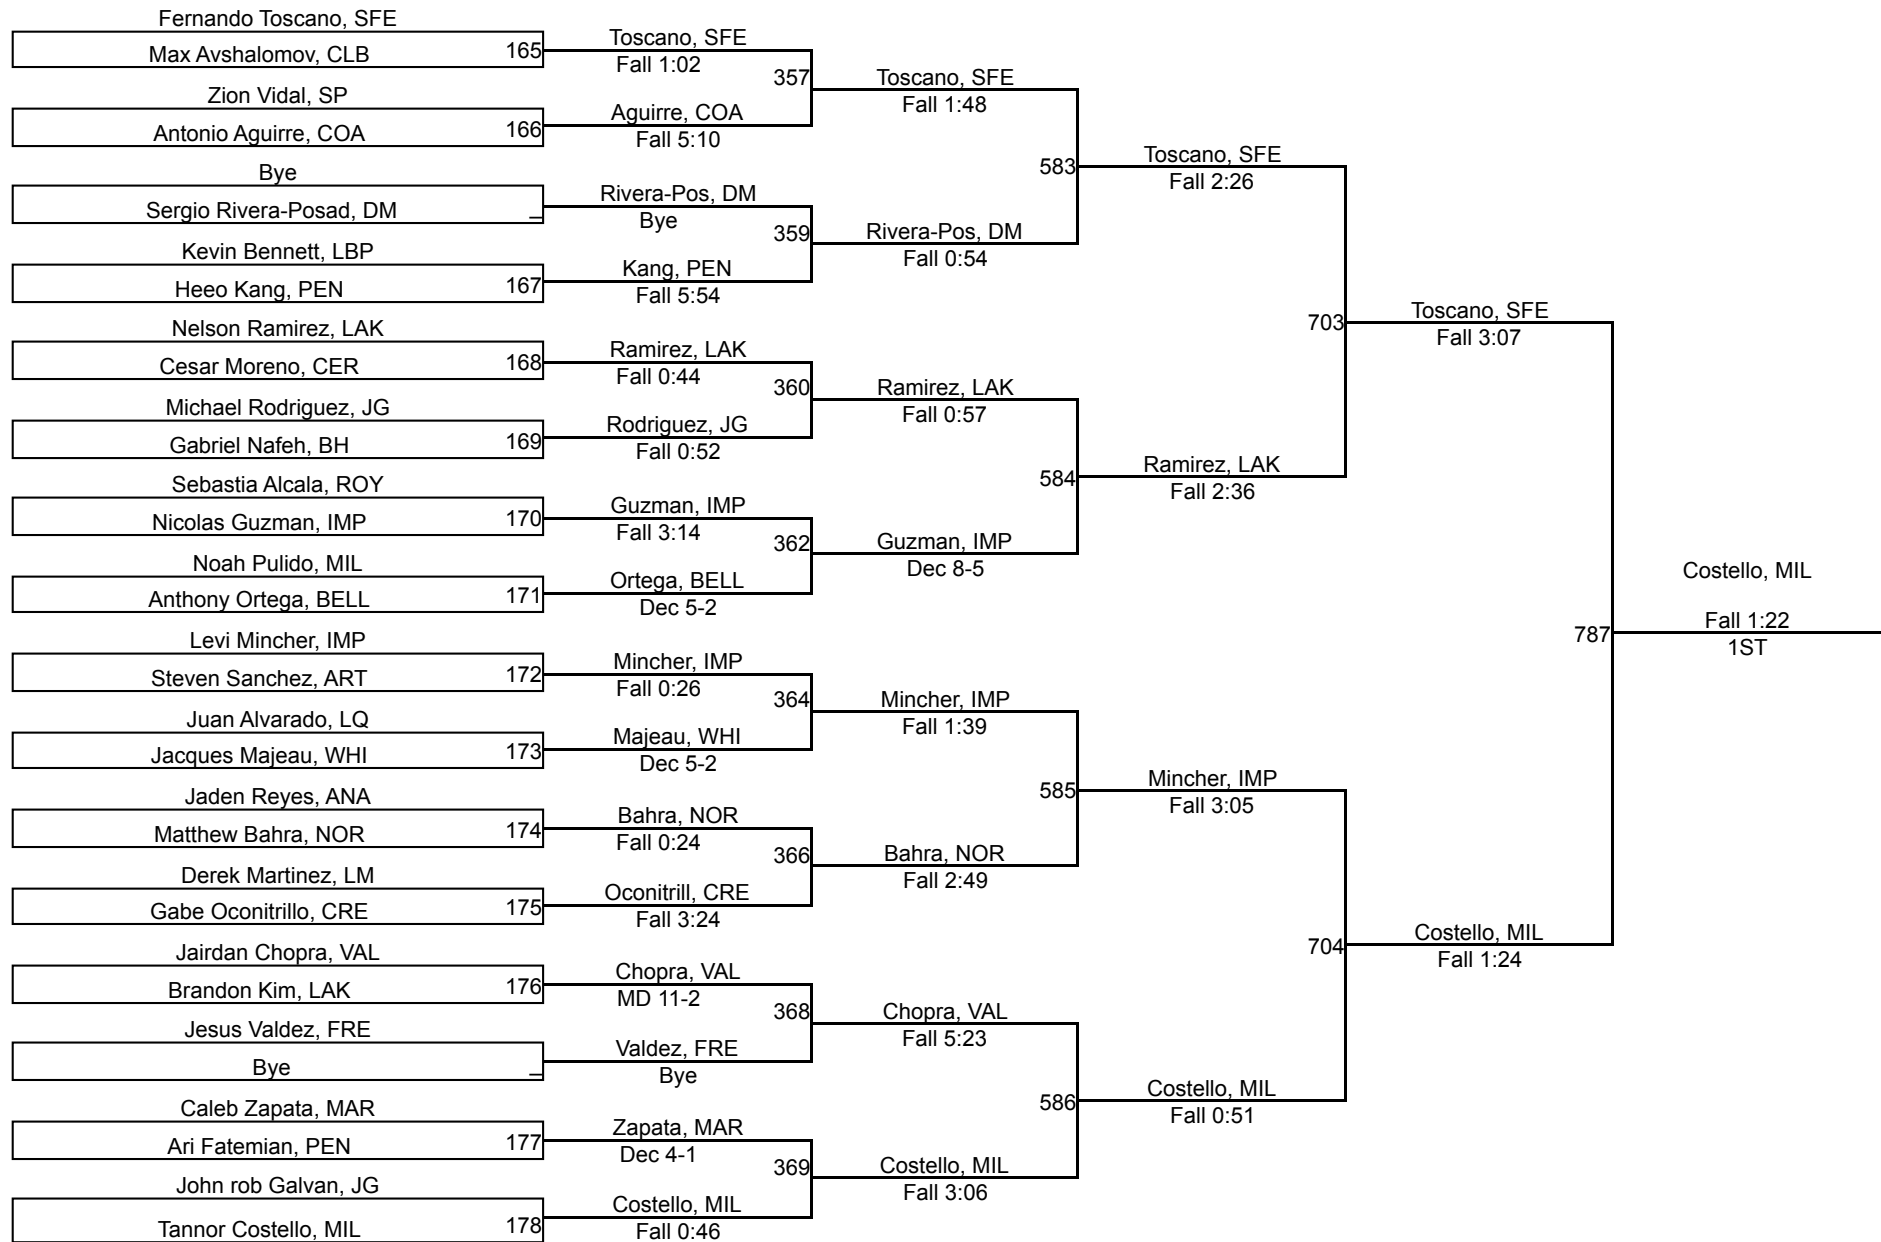 Fernando Toscano, SFE
Max Avshalomov, CLB
165
Zion Vidal, SP
Antonio Aguirre, COA
166
Bye
Sergio Rivera-Posad, DM
_
Kevin Bennett, LBP
Heeo Kang, PEN
167
Nelson Ramirez, LAK
Cesar Moreno, CER
168
Michael Rodriguez, JG
Gabriel Nafeh, BH
169
Sebastia Alcala, ROY
Nicolas Guzman, IMP
170
Noah Pulido, MIL
Anthony Ortega, BELL
171
Levi Mincher, IMP
Steven Sanchez, ART
172
Juan Alvarado, LQ
Jacques Majeau, WHI
173
Jaden Reyes, ANA
Matthew Bahra, NOR
174
Derek Martinez, LM
Gabe Oconitrillo, CRE
175
Jairdan Chopra, VAL
Brandon Kim, LAK
176
Jesus Valdez, FRE
Bye
_
Caleb Zapata, MAR
Ari Fatemian, PEN
177
John rob Galvan, JG
Tannor Costello, MIL
178
Toscano, SFE
Fall 1:02
357
Aguirre, COA
Fall 5:10
Rivera-Pos, DM
Bye
359
Kang, PEN
Fall 5:54
Ramirez, LAK
Fall 0:44
360
Rodriguez, JG
Fall 0:52
Guzman, IMP
Fall 3:14
362
Ortega, BELL
Dec 5-2
Mincher, IMP
Fall 0:26
364
Majeau, WHI
Dec 5-2
Bahra, NOR
Fall 0:24
366
Oconitrill, CRE
Fall 3:24
Chopra, VAL
MD 11-2
368
Valdez, FRE
Bye
Zapata, MAR
Dec 4-1
369
Costello, MIL
Fall 0:46
Toscano, SFE
Fall 1:48
583
Rivera-Pos, DM
Fall 0:54
Ramirez, LAK
Fall 0:57
584
Guzman, IMP
Dec 8-5
Mincher, IMP
Fall 1:39
585
Bahra, NOR
Fall 2:49
Chopra, VAL
Fall 5:23
586
Costello, MIL
Fall 3:06
Toscano, SFE
Fall 2:26
703
Ramirez, LAK
Fall 2:36
Mincher, IMP
Fall 3:05
704
Costello, MIL
Fall 0:51
Toscano, SFE
Fall 3:07
787
Costello, MIL
Fall 1:24
Costello, MIL
Fall 1:22
1ST